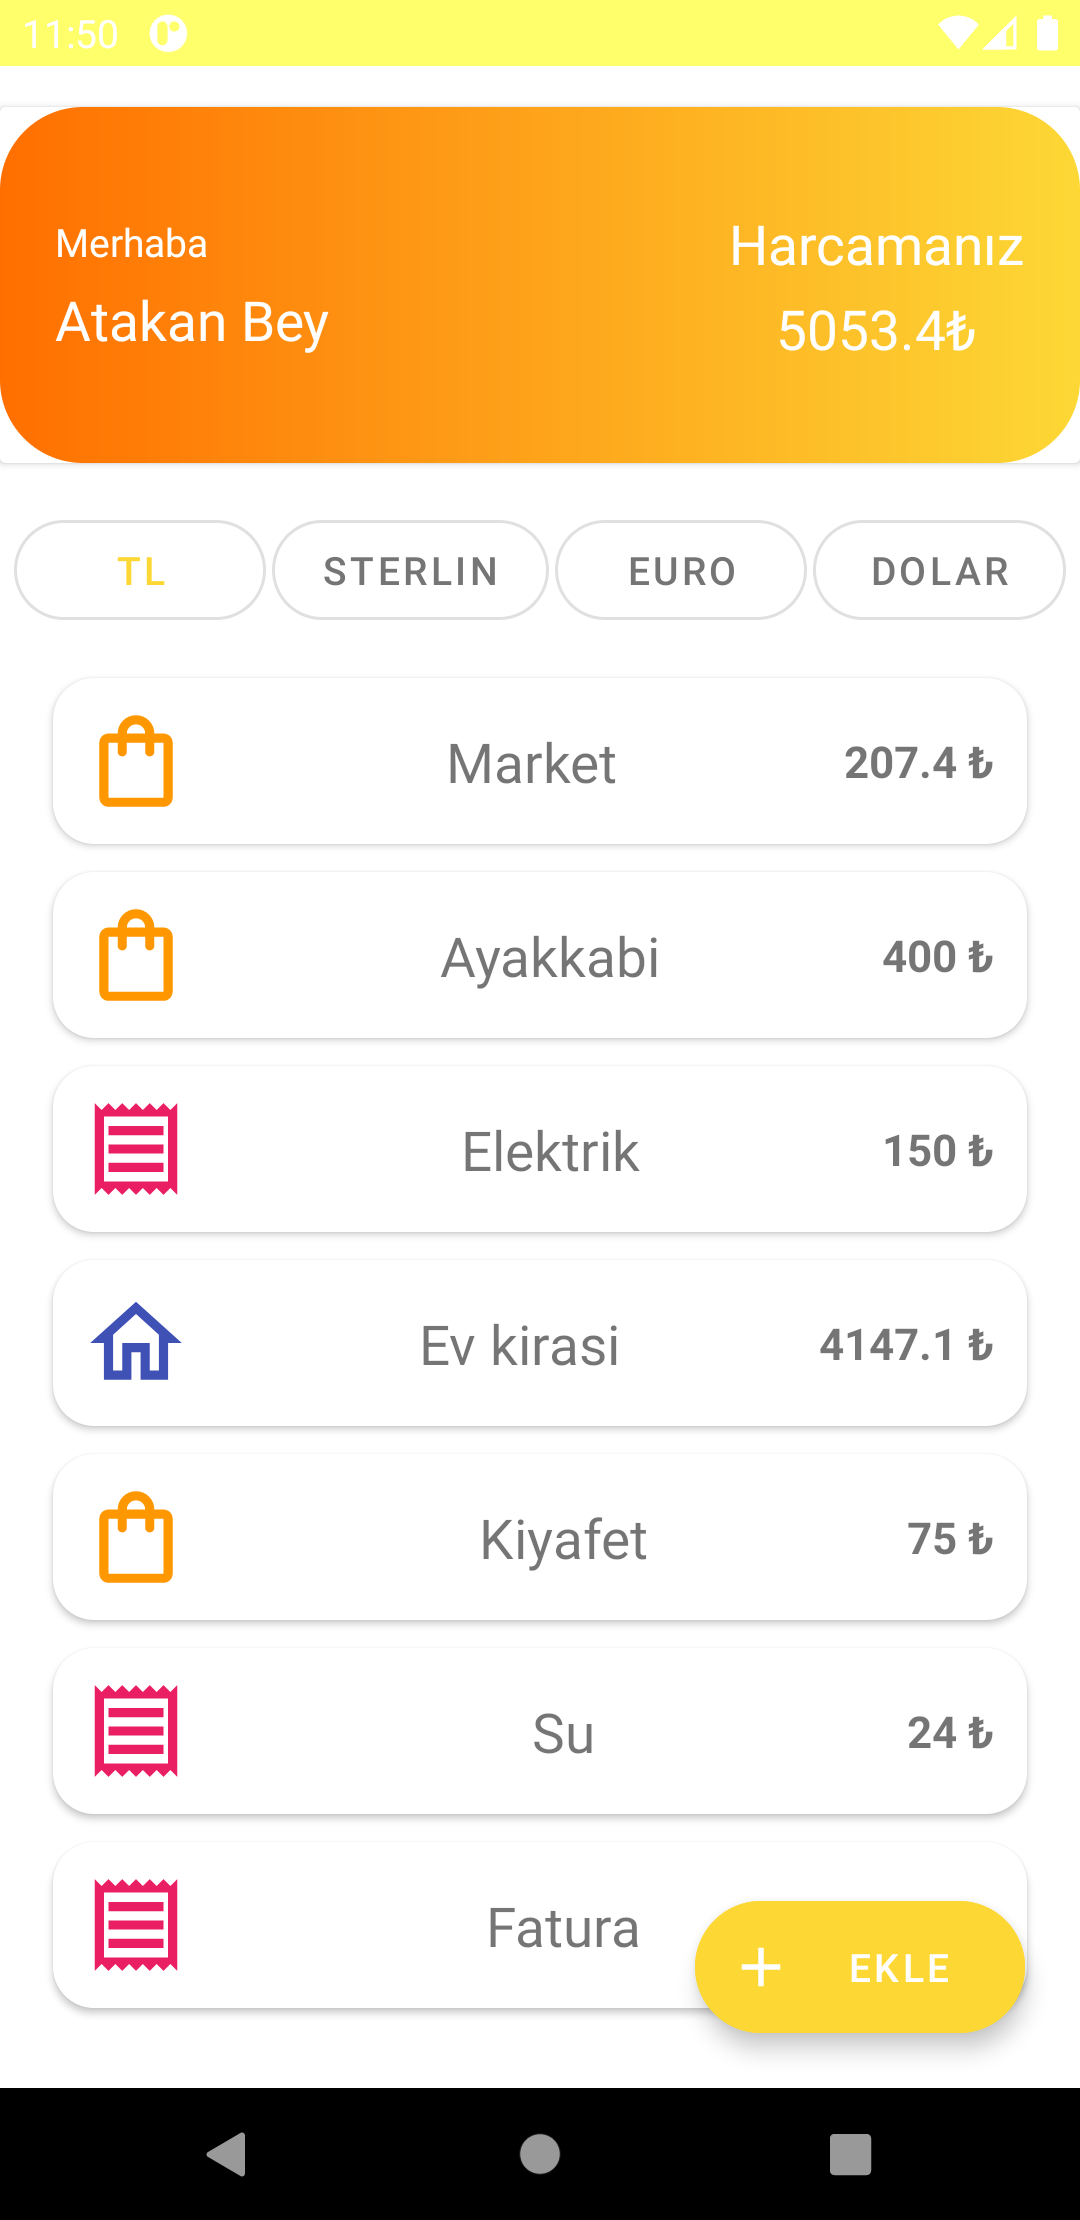 11:50
Merhaba
Atakan Bey
Harcamanız
5053.4₺
TL
STERLIN
EURO
DOLAR
Market 207.4 ₺
Ayakkabi 400 ₺
Elektrik 150 ₺
Ev kirasi 4147.1 ₺
Kiyafet 75 ₺
Su 24 ₺
Fatura
EKLE